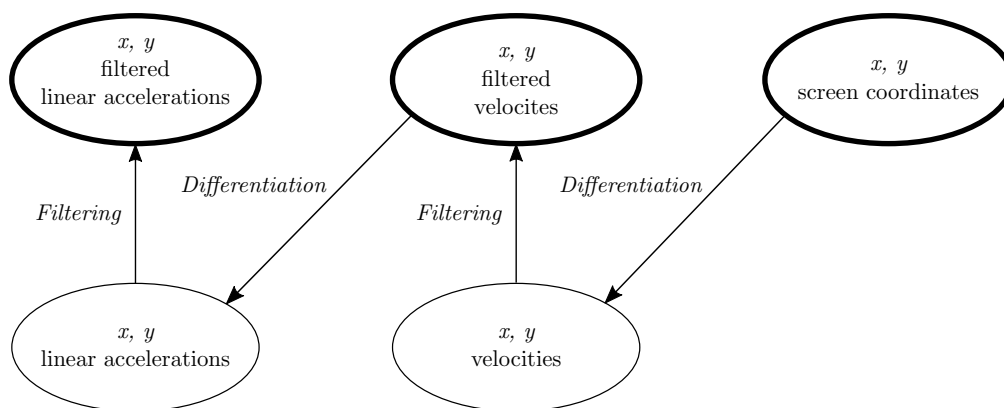 x, y
filtered
linear accelerations
x, y
filtered
velocites
x, y
screen coordinates
Differentiation
Differentiation
Filtering
Filtering
x, y
linear accelerations
x, y
velocities